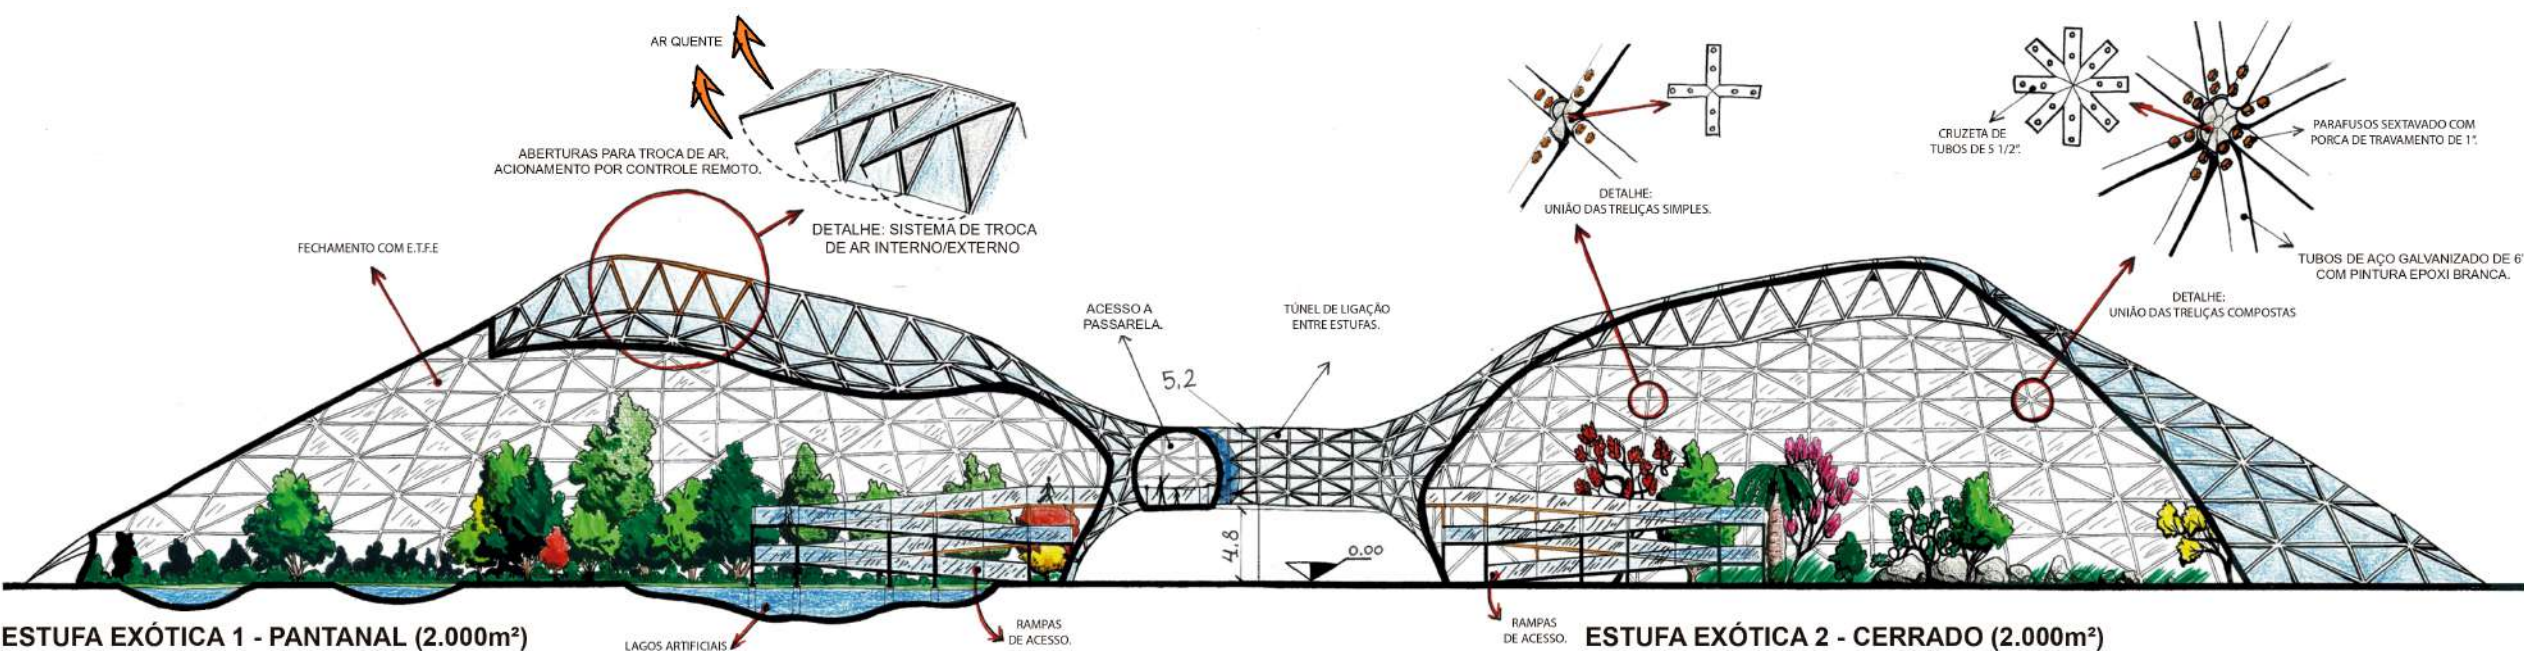 AR QUENTE
ABERTURAS PARA TROCA DE AR,
ACIONAMENTO POR CONTROLE REMOTO.
DETALHE: SISTEMA DE TROCA
DE AR INTERNO/EXTERNO
FECHAMENTO COM E.T.F.E
ACESSO A
PASSARELA.
TÚNEL DE LIGAÇÃO
ENTRE ESTUFAS.
5.2
4.8
0.00
DETALHE:
UNIÃO DAS TRELIÇAS SIMPLES.
CRUZETA DE
TUBOS DE 5 1/2".
PARAFUSOS SEXTAVADO COM
PORCA DE TRAVAMENTO DE 1".
TUBOS DE AÇO GALVANIZADO DE 6"
COM PINTURA EPOXI BRANCA.
DETALHE:
UNIÃO DAS TRELIÇAS COMPOSTAS
ESTUFA EXÓTICA 1 - PANTANAL (2.000m²)
LAGOS ARTIFICIAIS
RAMPAS
DE ACESSO.
RAMPAS
DE ACESSO.
ESTUFA EXÓTICA 2 - CERRADO (2.000m²)